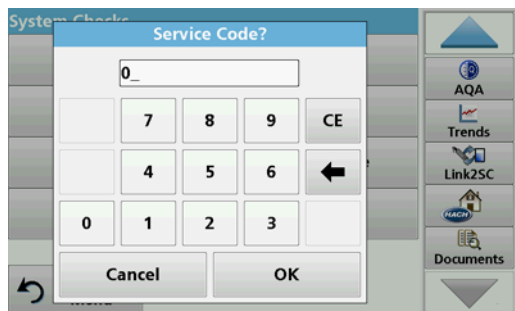 System Checks
Service Code?
0_
7 8 9 CE
4 5 6
0 1 2 3
Cancel OK
Menu
AQA
Trends
Link2SC
HACH
Documents